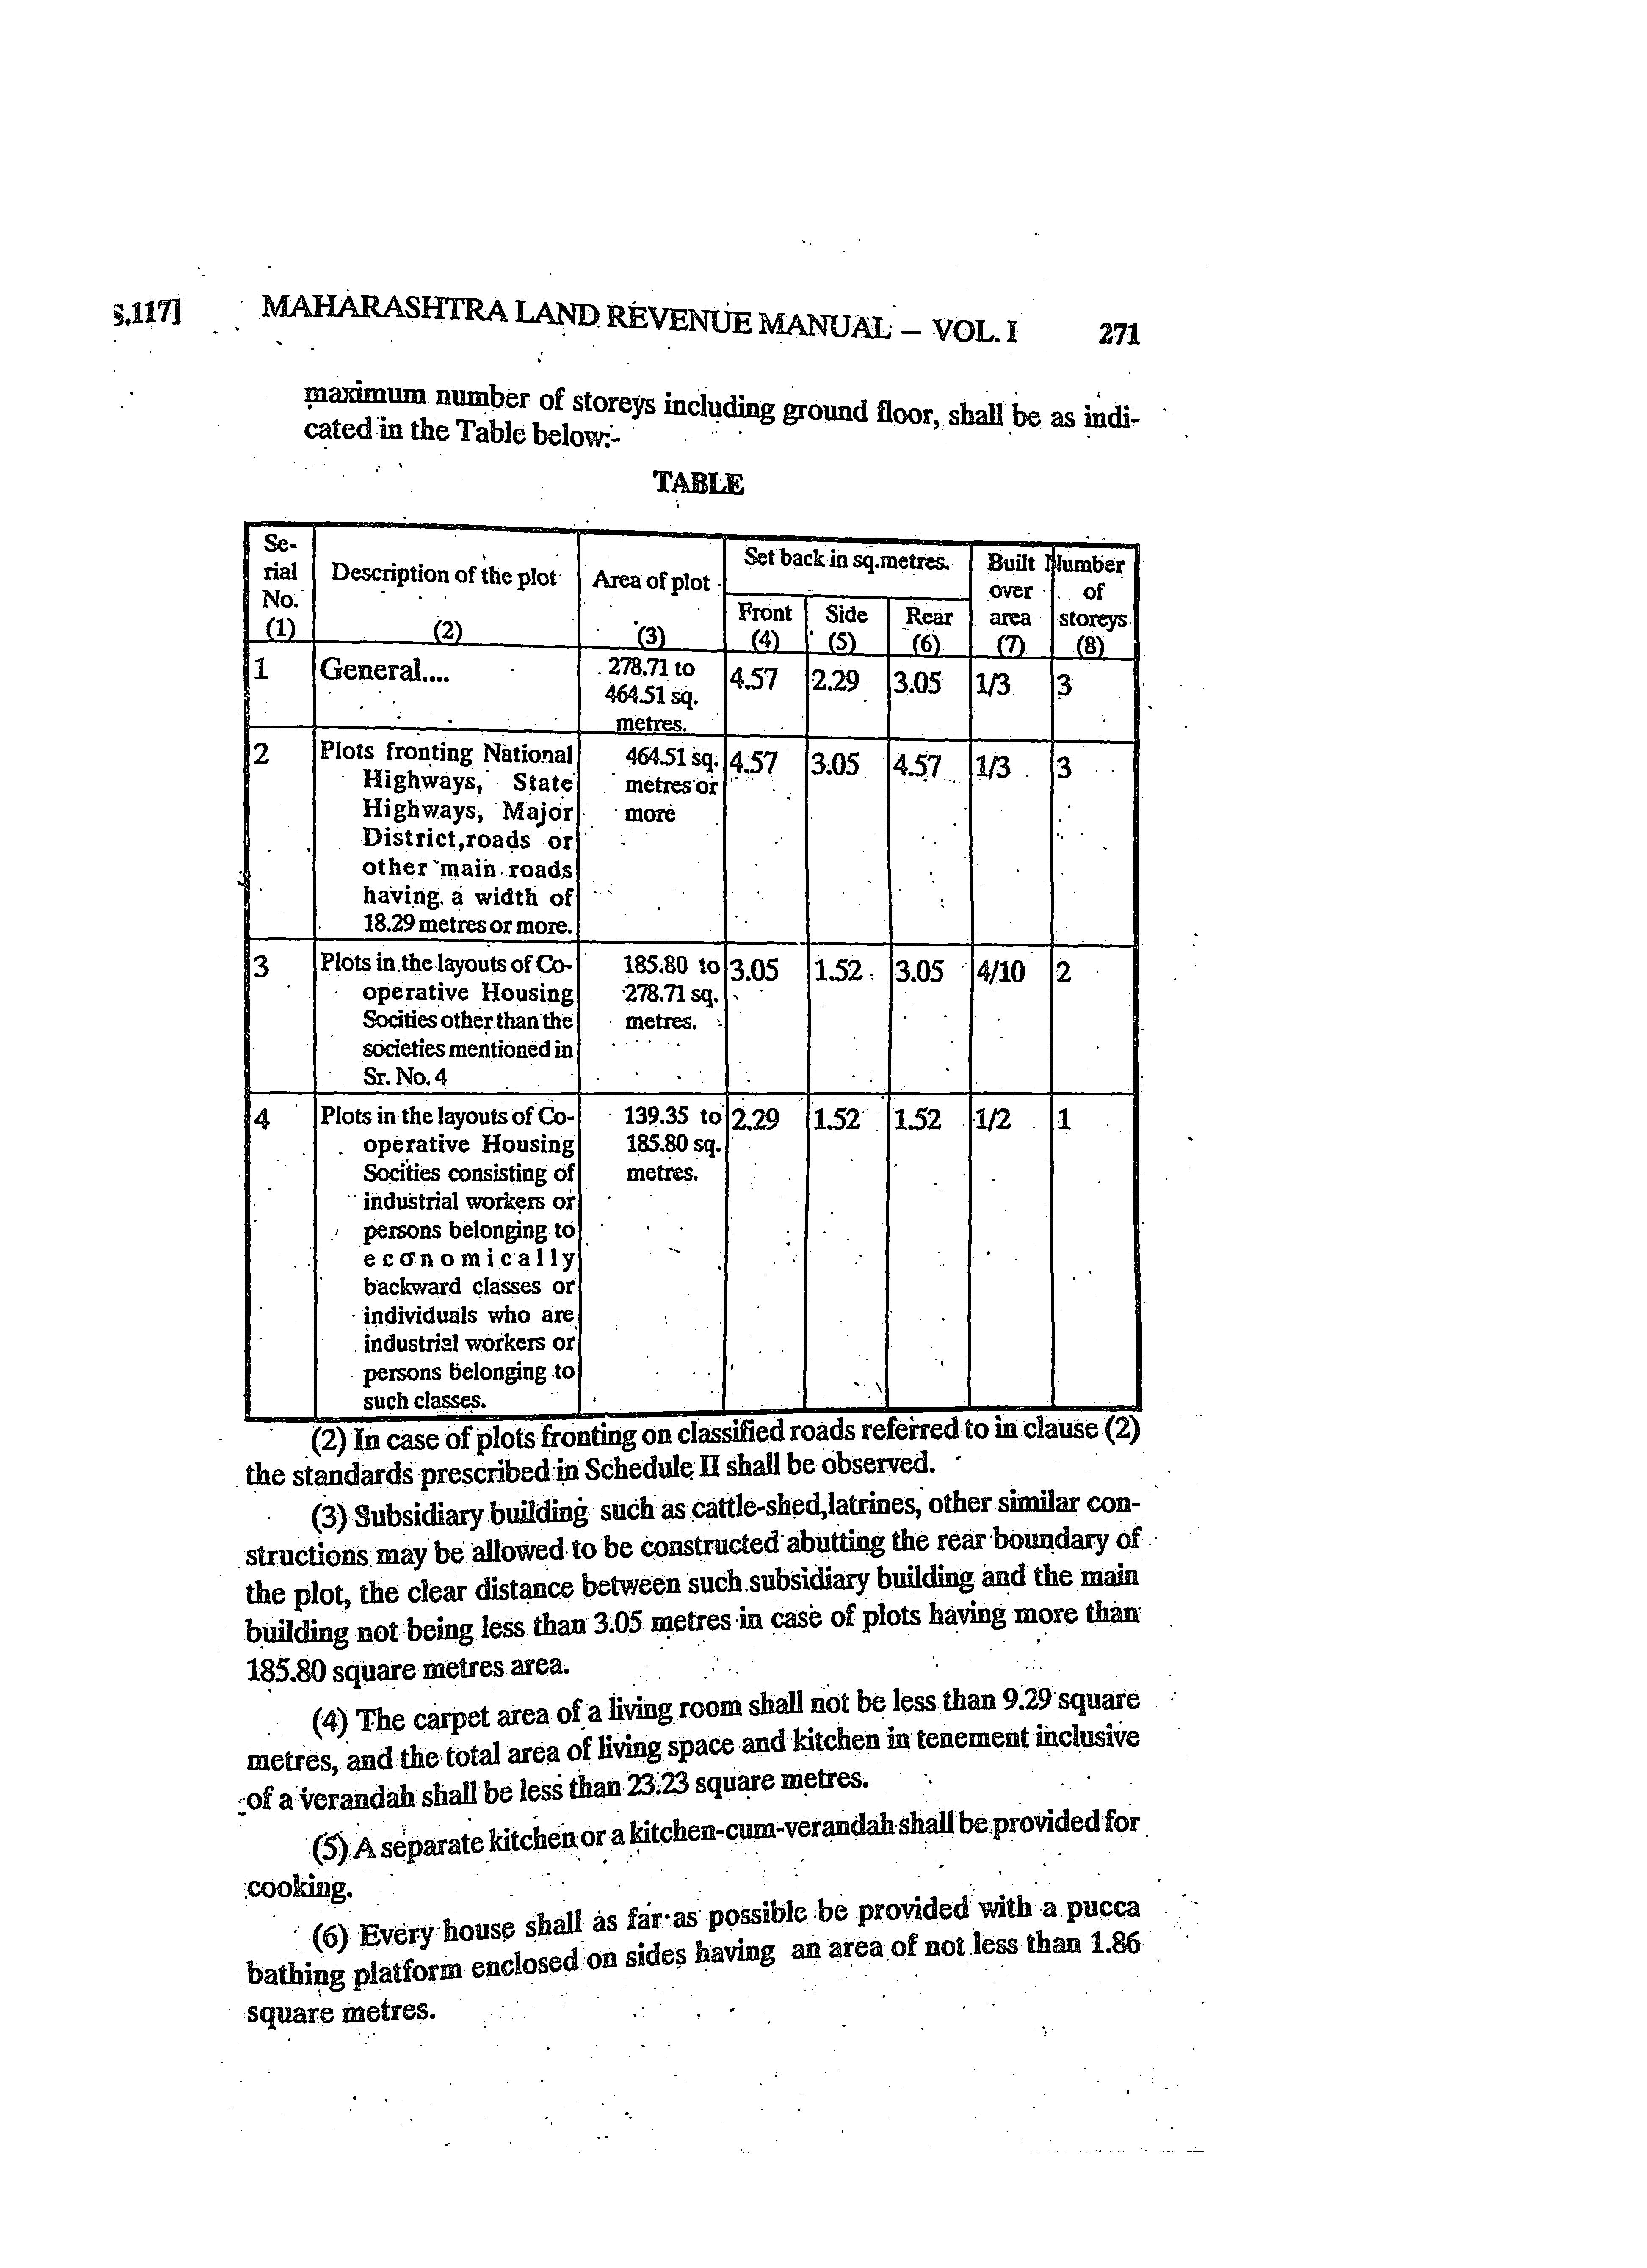 §.117] MAHARASHTRA LAND REVENUE MANUAL – VOL. I 271
maximum number of storeys including ground floor, shall be as indi-
cated in the Table below:-
TABLE
Se-
rial
No.
(1)
Description of the plot
(2)
Area of plot
(3)
Set back in sq.metres.
Front
(4)
Side
(5)
Rear
(6)
Built
over
area
(7)
Number
of
storeys
(8)
1 General.... 278.71 to 4.57 2.29 3.05 1/3 3
464.51 sq.
metres.
2 Plots fronting National 464.51 sq. 4.57 3.05 4.57 1/3 3
Highways, State metres or
Highways, Major more
District,roads or
other main roads
having a width of
18.29 metres or more.
3 Plots in the layouts of Co- 185.80 to 3.05 1.52 3.05 4/10 2
operative Housing 278.71 sq.
Socities other than the metres.
societies mentioned in
Sr. No. 4
4 Plots in the layouts of Co- 139.35 to 2.29 1.52 1.52 1/2 1
operative Housing 185.80 sq.
Socities consisting of metres.
industrial workers or
persons belonging to
economically
backward classes or
individuals who are
industrial workers or
persons belonging to
such classes.
(2) In case of plots fronting on classified roads referred to in clause (2)
the standards prescribed in Schedule II shall be observed.
(3) Subsidiary building such as cattle-shed,latrines, other similar con-
structions may be allowed to be constructed abutting the rear boundary of
the plot, the clear distance between such subsidiary building and the main
building not being less than 3.05 metres in case of plots having more than
185.80 square metres area.
(4) The carpet area of a living room shall not be less than 9.29 square
metres, and the total area of living space and kitchen in tenement inclusive
of a verandah shall be less than 23.23 square metres.
(5) A separate kitchen or a kitchen-cum-verandah shall be provided for
cooking.
(6) Every house shall as far as possible be provided with a pucca
bathing platform enclosed on sides having an area of not less than 1.86
square metres.